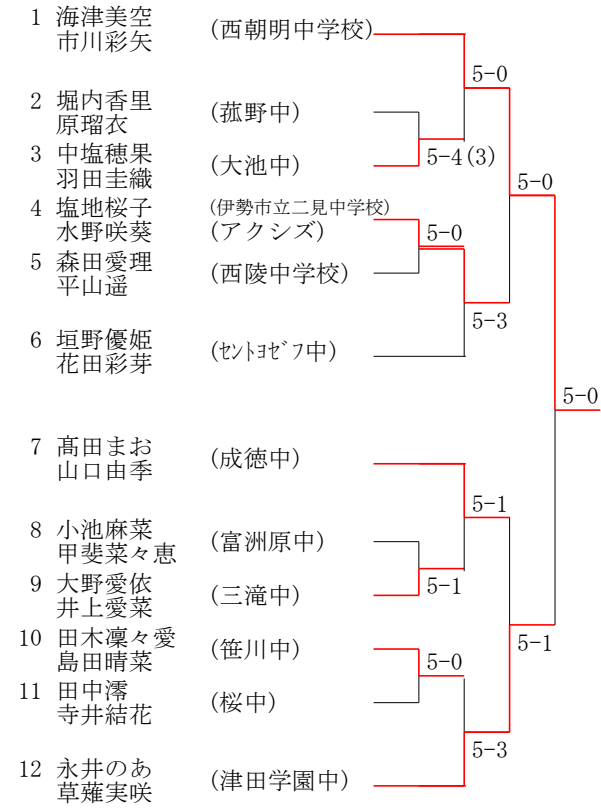 1 海津美空
市川彩矢
(西朝明中学校)
5-0
2 堀内香里
原瑠衣
(菰野中)
3 中塩穂果
羽田圭織
(大池中)
5-4(3)
5-0
4 塩地桜子
水野咲葵
(伊勢市立二見中学校)
(アクシズ)
5-0
5 森田愛理
平山遥
(西陵中学校)
5-3
6 垣野優姫
花田彩芽
(ｾﾝﾄﾖｾﾞﾌ中)
5-0
7 髙田まお
山口由季
(成徳中)
5-1
8 小池麻菜
甲斐菜々恵
(富洲原中)
5-1
9 大野愛依
井上愛菜
(三滝中)
10 田木凜々愛
島田晴菜
(笹川中)
5-0
5-1
11 田中澪
寺井結花
(桜中)
5-3
12 永井のあ
草薙実咲
(津田学園中)